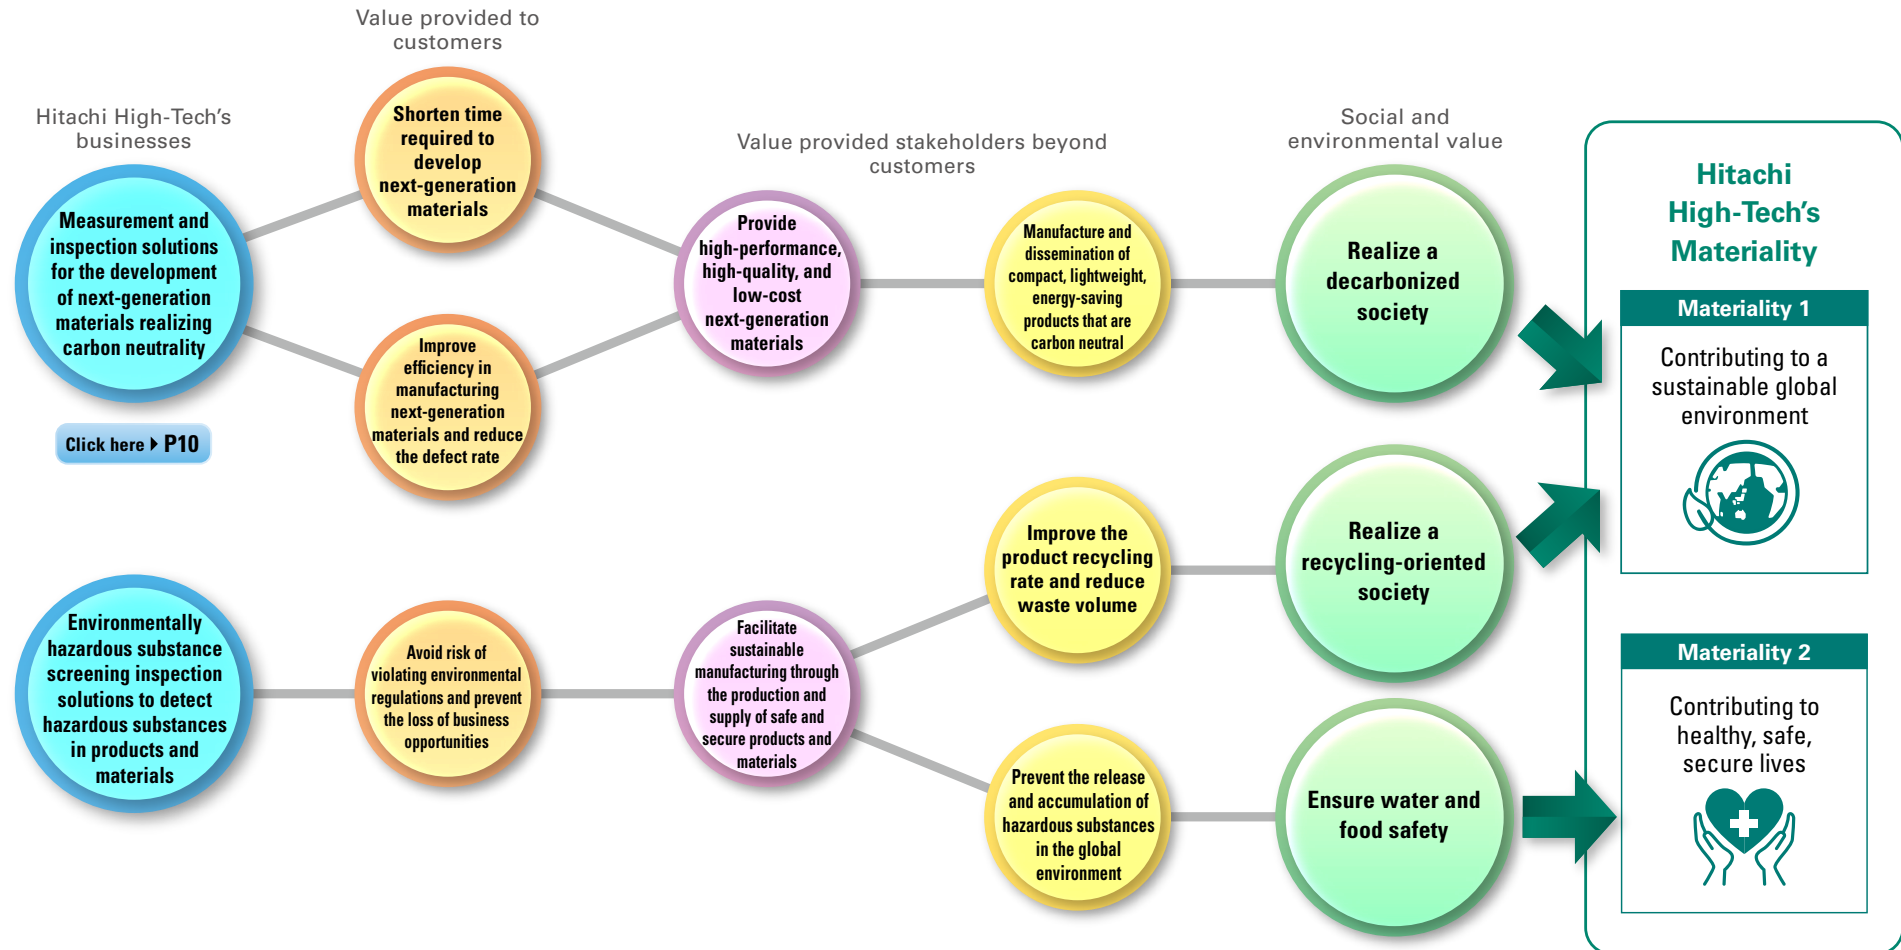 Value provided to
customers
Hitachi High-Tech's
businesses
Value provided stakeholders beyond
customers
Social and
environmental value
Measurement and
inspection solutions
for the development
of next-generation
materials realizing
carbon neutrality
Click here P10
Shorten time
required to
develop
next-generation
materials
Improve
efficiency in
manufacturing
next-generation
materials and reduce
the defect rate
Provide
high-performance,
high-quality, and
low-cost
next-generation
materials
Manufacture and
dissemination of
compact, lightweight,
energy-saving
products that are
carbon neutral
Realize a
decarbonized
society
Environmentally
hazardous substance
screening inspection
solutions to detect
hazardous substances
in products and
materials
Avoid risk of
violating environmental
regulations and prevent
the loss of business
opportunities
Facilitate
sustainable
manufacturing through
the production and
supply of safe and
secure products and
materials
Improve the
product recycling
rate and reduce
waste volume
Realize a
recycling-oriented
society
Prevent the release
and accumulation of
hazardous substances
in the global
environment
Ensure water and
food safety
Hitachi
High-Tech's
Materiality
Materiality 1
Contributing to a
sustainable global
environment
Materiality 2
Contributing to
healthy, safe,
secure lives